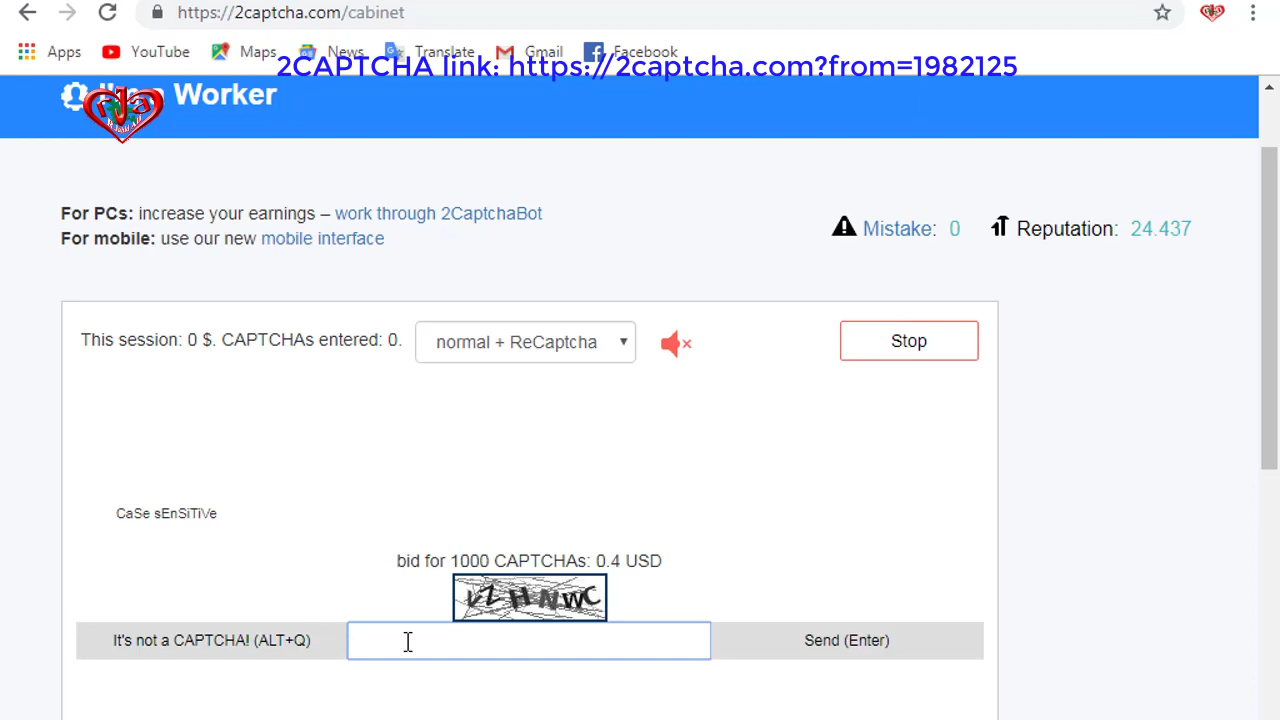 https://2captcha.com/cabinet
Apps YouTube Maps News Translate Gmail Facebook
2CAPTCHA link: https://2captcha.com?from=1982125
Worker
For PCs: increase your earnings – work through 2CaptchaBot
For mobile: use our new mobile interface
Mistake: 0 Reputation: 24.437
This session: 0 $. CAPTCHAs entered: 0. normal + ReCaptcha Stop
CaSe sEnSiTiVe
bid for 1000 CAPTCHAs: 0.4 USD
It's not a CAPTCHA! (ALT+Q) Send (Enter)